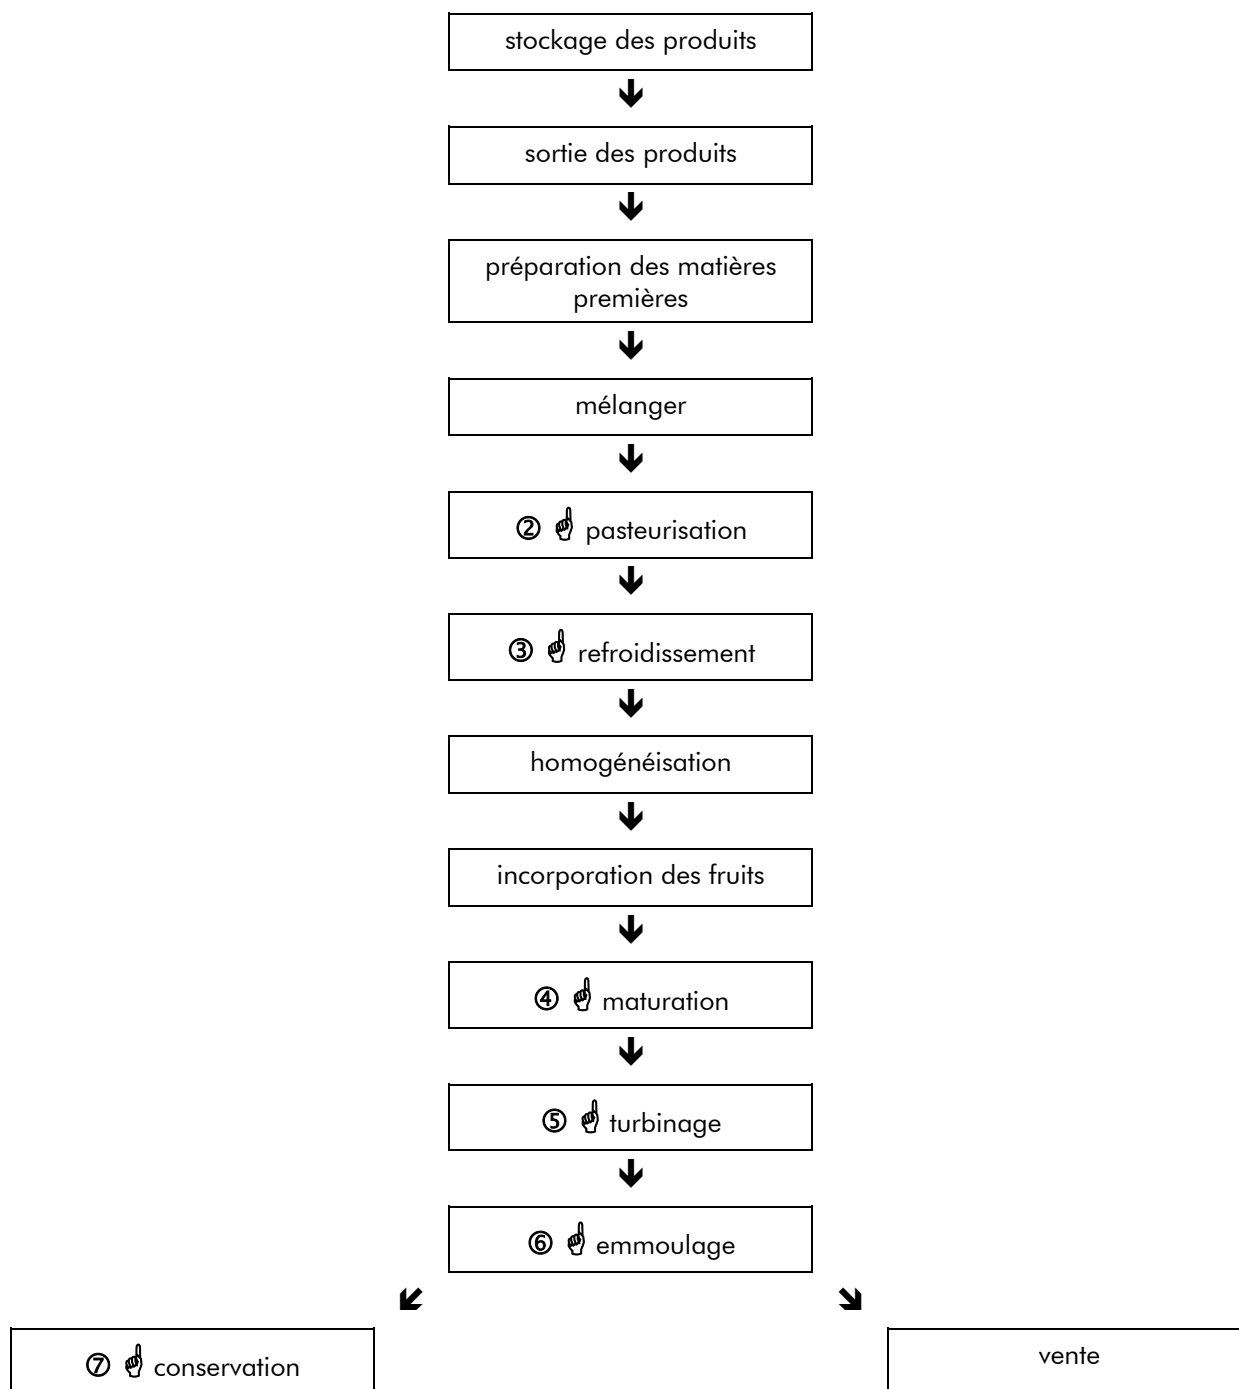 stockage des produits
sortie des produits
préparation des matières
premières
mélanger
② pasteurisation
③ refroidissement
homogénéisation
incorporation des fruits
④ maturation
⑤ turbinage
⑥ emmoulage
⑦ conservation
vente